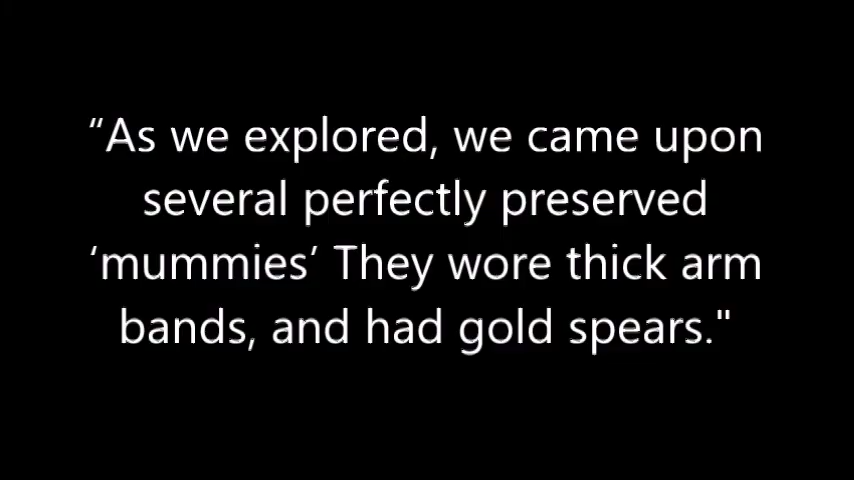 “As we explored, we came upon
several perfectly preserved
‘mummies’ They wore thick arm
bands, and had gold spears."